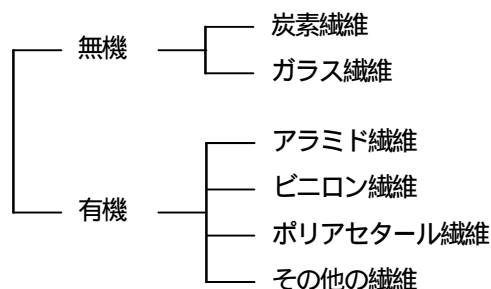 無機
炭素繊維
ガラス繊維
有機
アラミド繊維
ビニロン繊維
ポリアセタール繊維
その他の繊維